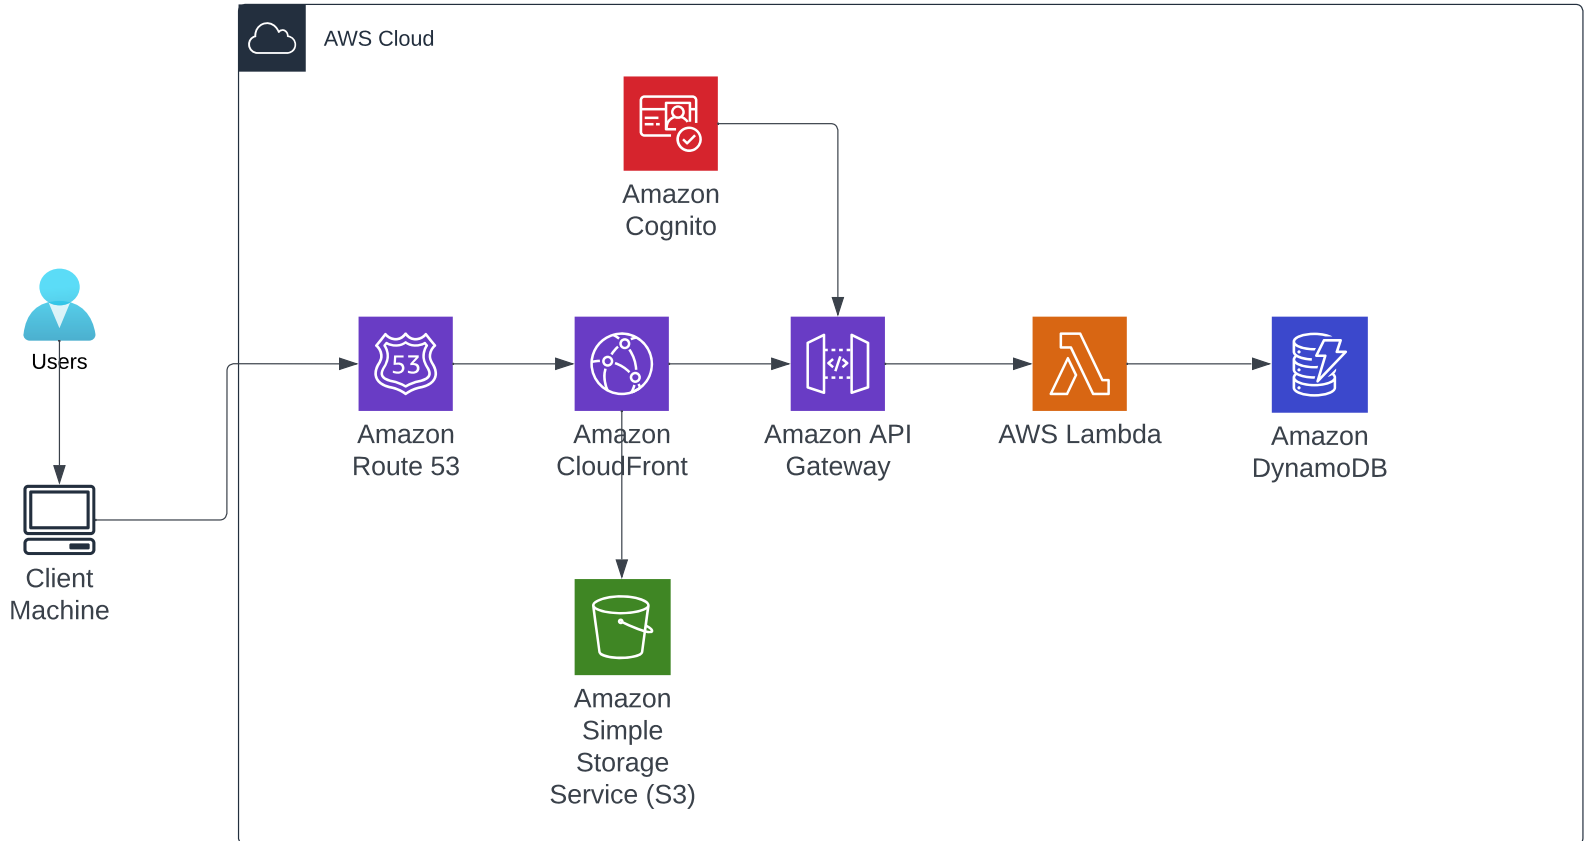 AWS Cloud
Amazon
Cognito
Users
53
Amazon
Route 53
Amazon
CloudFront
</>
Amazon API
Gateway
AWS Lambda
Amazon
DynamoDB
Client
Machine
Amazon
Simple
Storage
Service (S3)